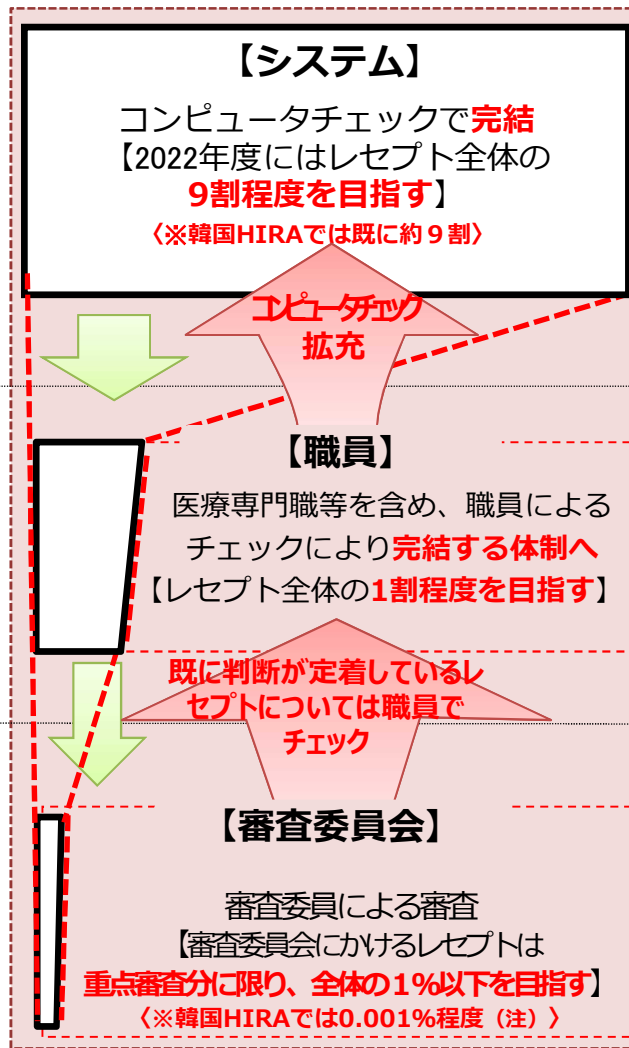 【システム】
コンピュータチェックで完結
【2022年度にはレセプト全体の
9割程度を目指す】
〈※韓国HIRAでは既に約９割〉
コンピュータチェック
拡充
【職員】
医療専門職等を含め、職員による
チェックにより完結する体制へ
【レセプト全体の1割程度を目指す】
既に判断が定着しているレ
セプトについては職員で
チェック
【審査委員会】
審査委員による審査
【審査委員会にかけるレセプトは
重点審査分に限り、全体の１%以下を目指す】
〈※韓国HIRAでは0.001%程度（注）〉